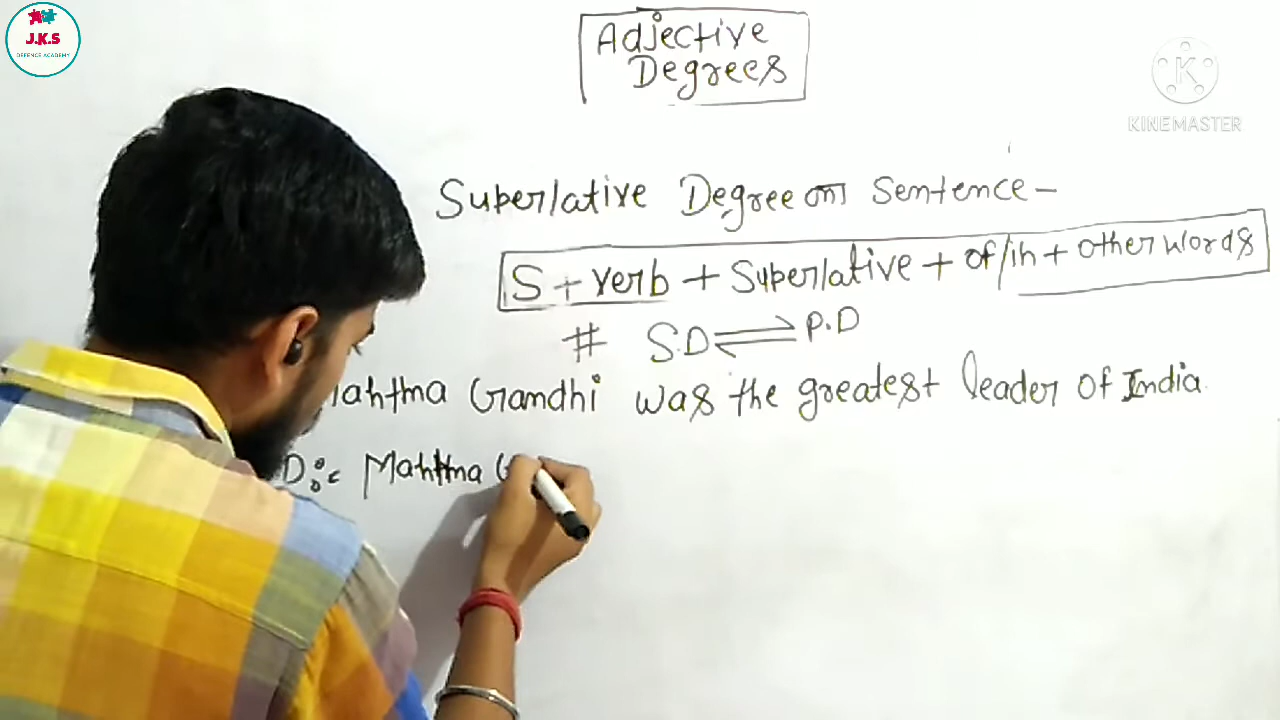 J.K.S
DEFENCE ACADEMY
Adjective
Degrees
KINEMASTER
Superlative Degree का Sentence -
S + verb + Superlative + of/in + other words
# S.D ⇌ P.D
ahtma Gandhi was the greatest leader of India.
D:- Mahtma G